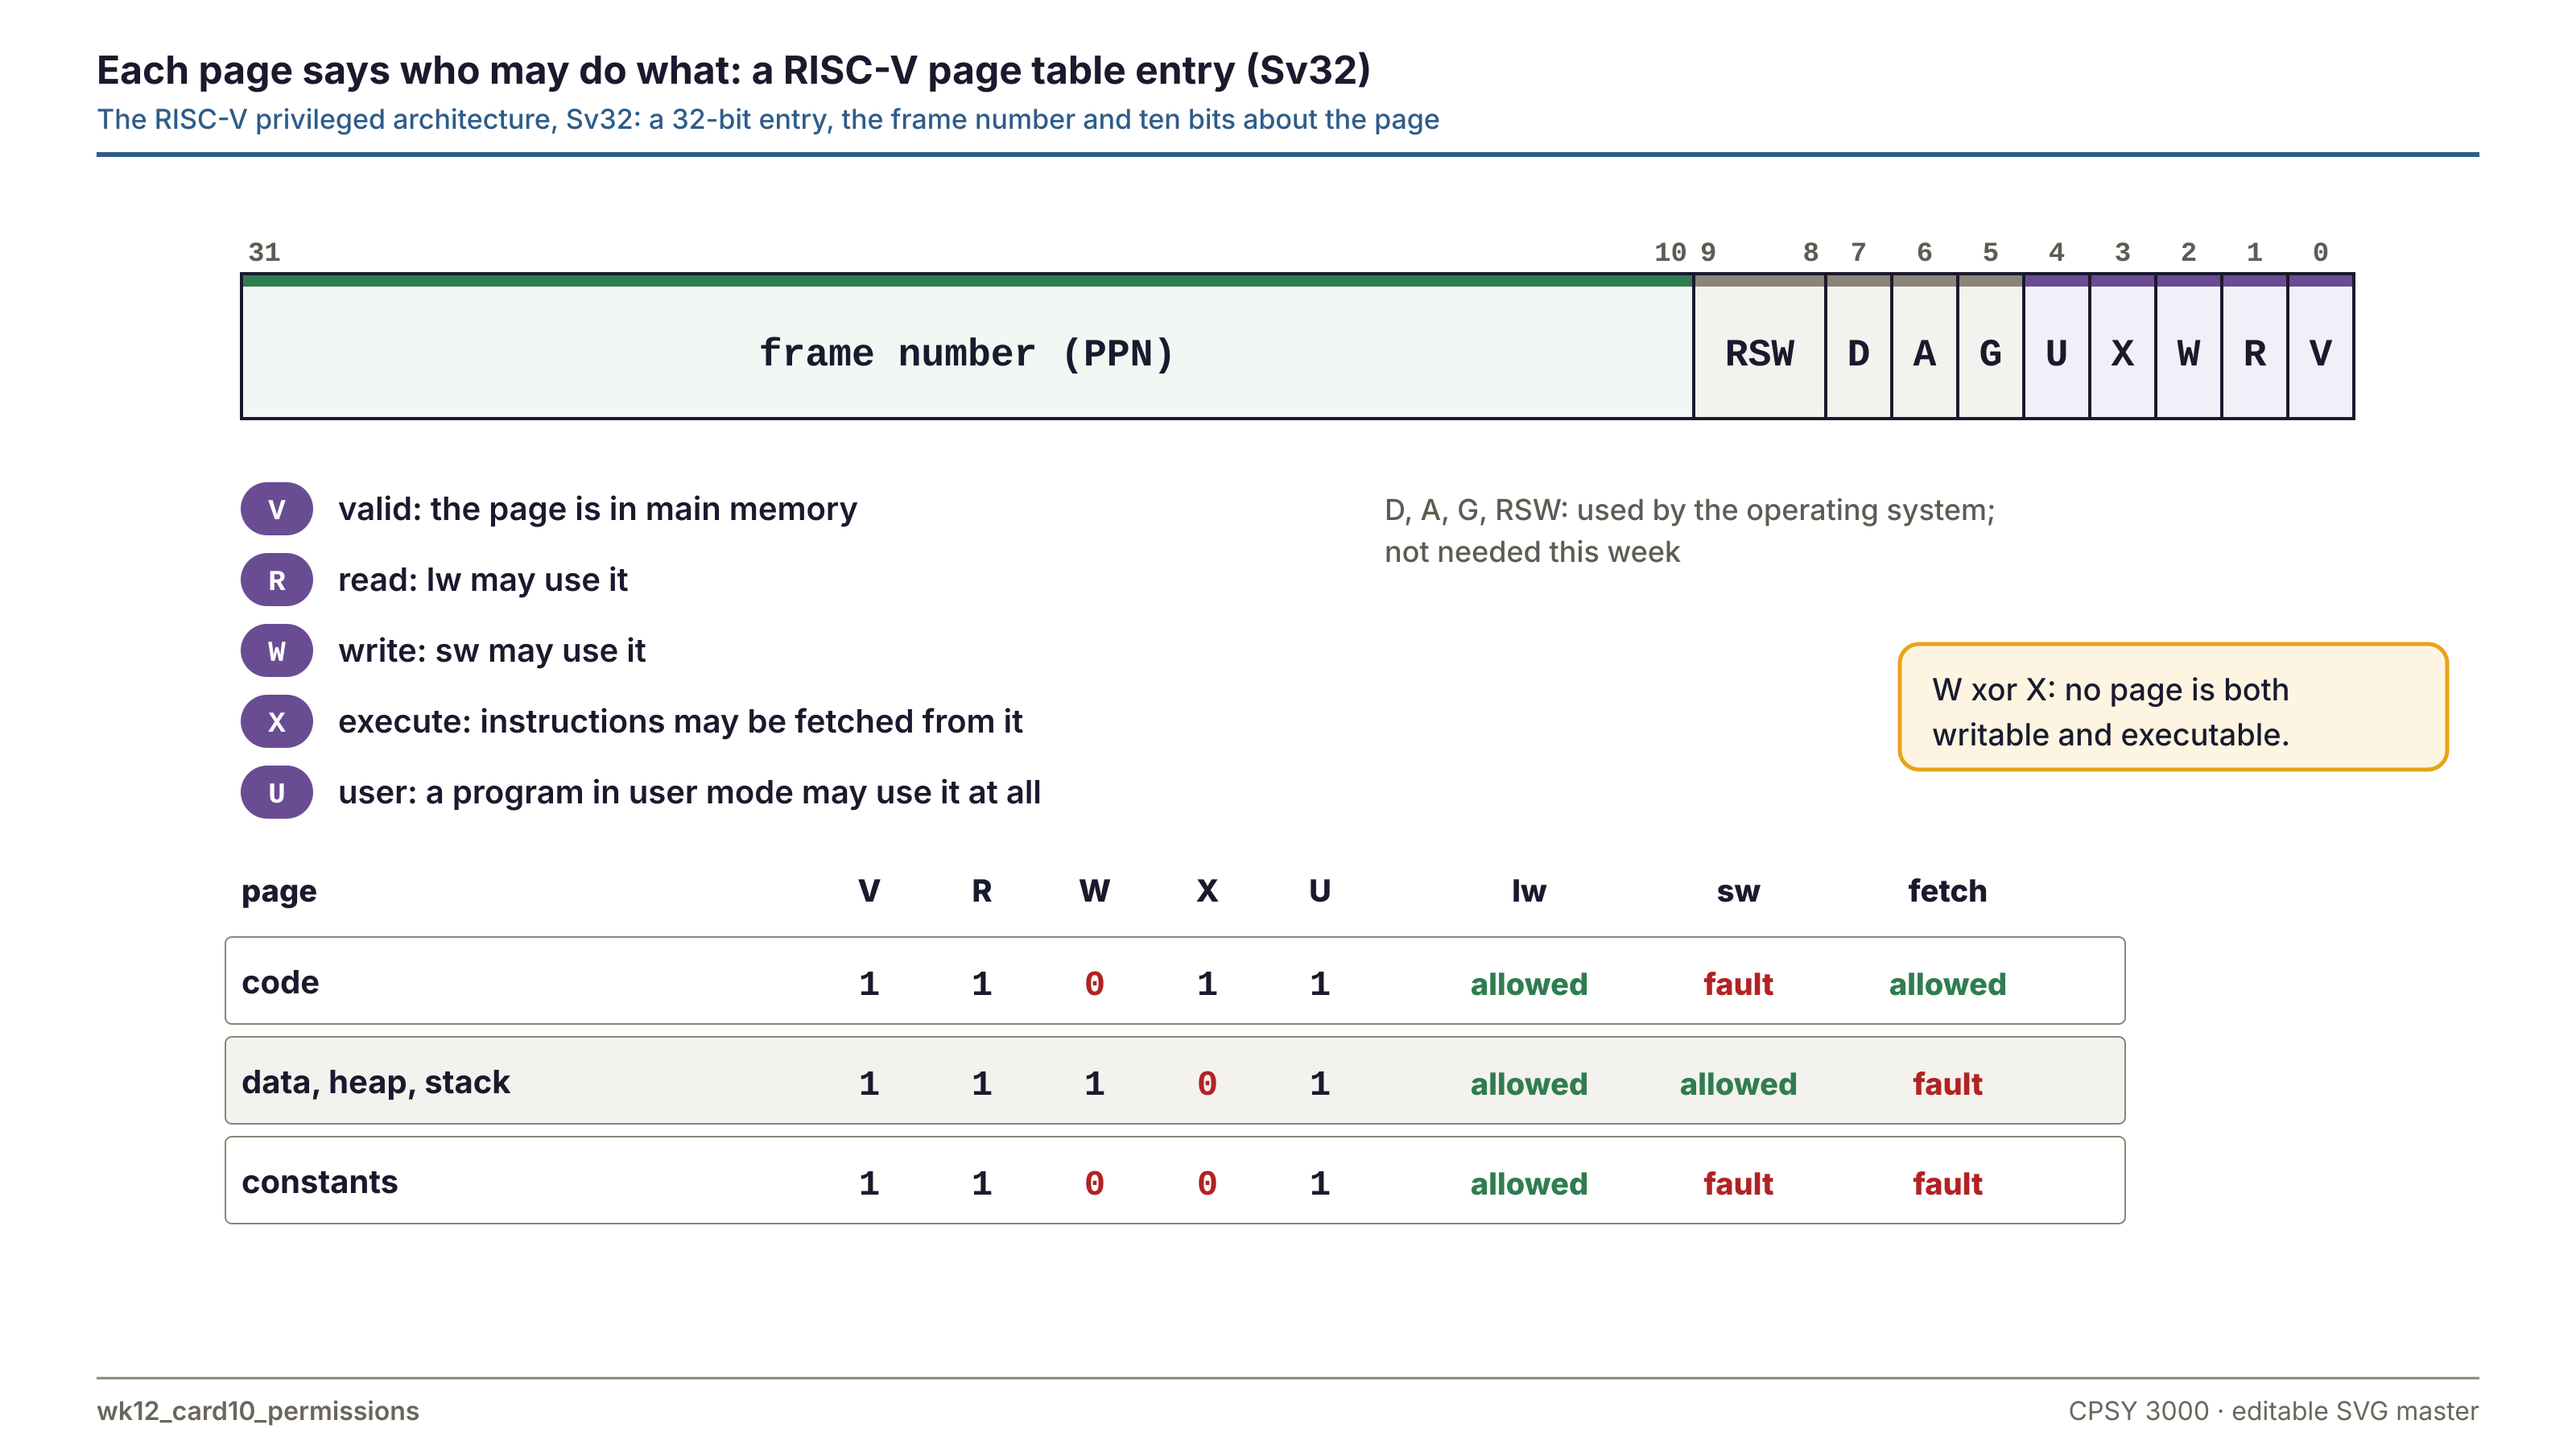 Each page says who may do what: a RISC-V page table entry (Sv32)
The RISC-V privileged architecture, Sv32: a 32-bit entry, the frame number and ten bits about the page
31 10 9 8 7 6 5 4 3 2 1 0
frame number (PPN) RSW D A G U X W R V
V valid: the page is in main memory
R read: lw may use it
W write: sw may use it
X execute: instructions may be fetched from it
U user: a program in user mode may use it at all
D, A, G, RSW: used by the operating system;
not needed this week
W xor X: no page is both
writable and executable.
page V R W X U lw sw fetch
code 1 1 0 1 1 allowed fault allowed
data, heap, stack 1 1 1 0 1 allowed allowed fault
constants 1 1 0 0 1 allowed fault fault
wk12_card10_permissions
CPSY 3000 · editable SVG master